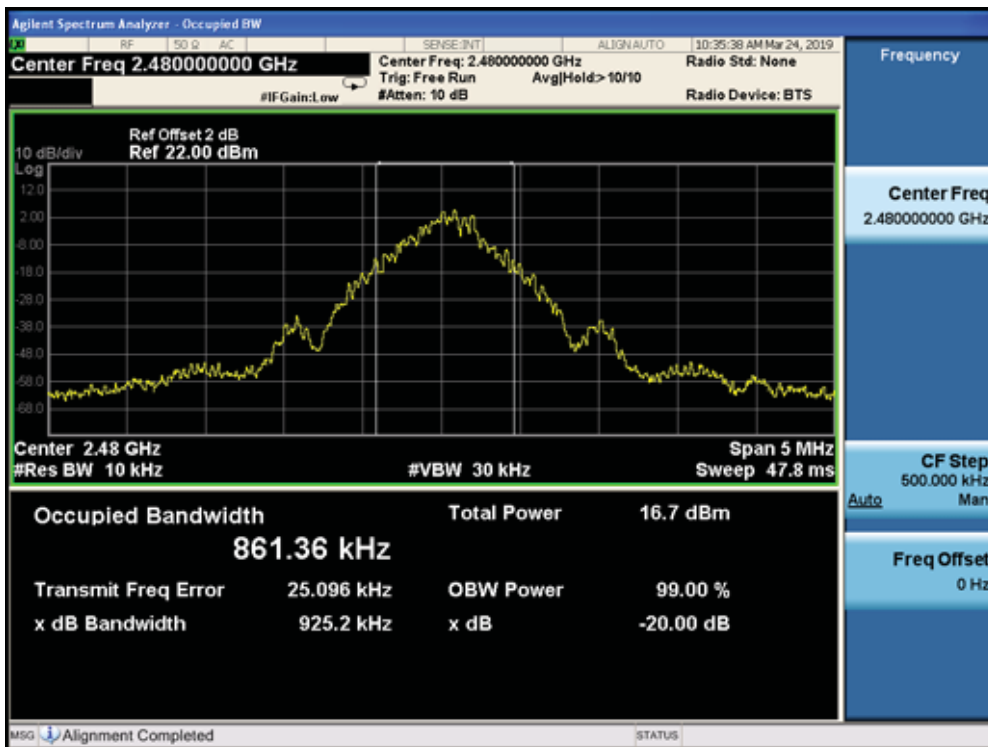 Agilent Spectrum Analyzer - Occupied BW
RF 50 Ω AC SENSE:INT ALIGN AUTO 10:35:38 AM Mar 24, 2019
Center Freq 2.480000000 GHz
Center Freq: 2.480000000 GHz
Radio Std: None
Trig: Free Run Avg|Hold:> 10/10
#IFGain:Low
#Atten: 10 dB
Radio Device: BTS
Ref Offset 2 dB
10 dB/div Ref 22.00 dBm
Log
12.0
2.00
-8.00
-18.0
-28.0
-38.0
-48.0
-58.0
-68.0
Center 2.48 GHz Span 5 MHz
#Res BW 10 kHz #VBW 30 kHz Sweep 47.8 ms
Occupied Bandwidth Total Power 16.7 dBm
861.36 kHz
Transmit Freq Error 25.096 kHz OBW Power 99.00 %
x dB Bandwidth 925.2 kHz x dB -20.00 dB
Frequency
Center Freq
2.480000000 GHz
CF Step
500.000 kHz
Auto Man
Freq Offset
0 Hz
MSG Alignment Completed STATUS